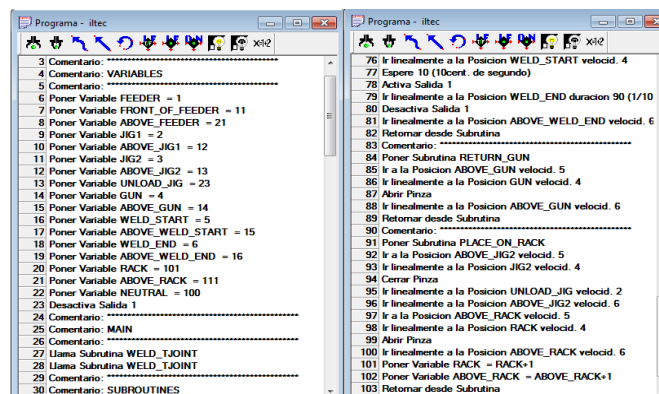 Programa - iltec
3 Comentario: ****************************************
4 Comentario: VARIABLES
5 Comentario: ****************************************
6 Poner Variable FEEDER = 1
7 Poner Variable FRONT_OF_FEEDER = 11
8 Poner Variable ABOVE_FEEDER = 21
9 Poner Variable JIG1 = 2
10 Poner Variable ABOVE_JIG1 = 12
11 Poner Variable JIG2 = 3
12 Poner Variable ABOVE_JIG2 = 13
13 Poner Variable UNLOAD_JIG = 23
14 Poner Variable GUN = 4
15 Poner Variable ABOVE_GUN = 14
16 Poner Variable WELD_START = 5
17 Poner Variable ABOVE_WELD_START = 15
18 Poner Variable WELD_END = 6
19 Poner Variable ABOVE_WELD_END = 16
20 Poner Variable RACK = 101
21 Poner Variable ABOVE_RACK = 111
22 Poner Variable NEUTRAL = 100
23 Desactiva Salida 1
24 Comentario: ****************************************
25 Comentario: MAIN
26 Comentario: ****************************************
27 Llama Subrutina WELD_TJOINT
28 Llama Subrutina WELD_TJOINT
29 Comentario: ****************************************
30 Comentario: SUBROUTINES
Programa - iltec
76 Ir linealmente a la Posicion WELD_START velocid. 4
77 Espere 10 (10cent. de segundo)
78 Activa Salida 1
79 Ir linealmente a la Posicion WELD_END duracion 90 (1/10
80 Desactiva Salida 1
81 Ir linealmente a la Posicion ABOVE_WELD_END velocid. 6
82 Retornar desde Subrutina
83 Comentario: ****************************************
84 Poner Subrutina RETURN_GUN
85 Ir a la Posicion ABOVE_GUN velocid. 5
86 Ir linealmente a la Posicion GUN velocid. 4
87 Abrir Pinza
88 Ir linealmente a la Posicion ABOVE_GUN velocid. 6
89 Retornar desde Subrutina
90 Comentario: ****************************************
91 Poner Subrutina PLACE_ON_RACK
92 Ir a la Posicion ABOVE_JIG2 velocid. 5
93 Ir linealmente a la Posicion JIG2 velocid. 4
94 Cerrar Pinza
95 Ir linealmente a la Posicion UNLOAD_JIG velocid. 2
96 Ir linealmente a la Posicion ABOVE_JIG2 velocid. 6
97 Ir a la Posicion ABOVE_RACK velocid. 5
98 Ir linealmente a la Posicion RACK velocid. 4
99 Abrir Pinza
100 Ir linealmente a la Posicion ABOVE_RACK velocid. 6
101 Poner Variable RACK = RACK+1
102 Poner Variable ABOVE_RACK = ABOVE_RACK+1
103 Retornar desde Subrutina